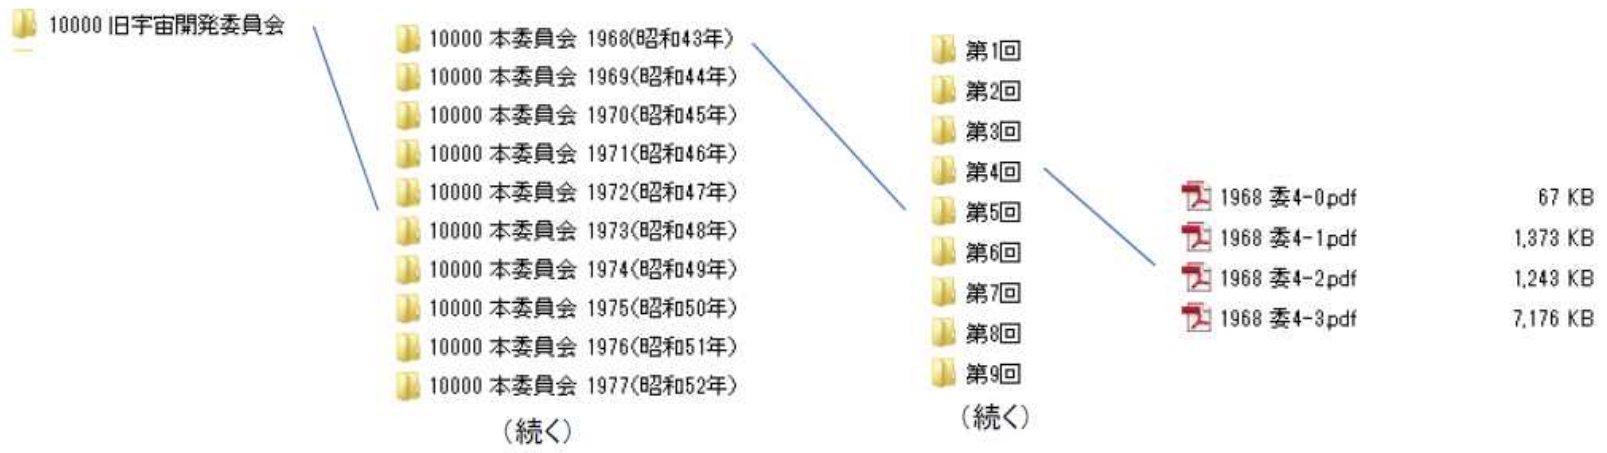 10000 旧宇宙開発委員会
10000 本委員会 1968(昭和43年)
10000 本委員会 1969(昭和44年)
10000 本委員会 1970(昭和45年)
10000 本委員会 1971(昭和46年)
10000 本委員会 1972(昭和47年)
10000 本委員会 1973(昭和48年)
10000 本委員会 1974(昭和49年)
10000 本委員会 1975(昭和50年)
10000 本委員会 1976(昭和51年)
10000 本委員会 1977(昭和52年)
(続く)
第1回
第2回
第3回
第4回
第5回
第6回
第7回
第8回
第9回
(続く)
1968 委4-0.pdf 67 KB
1968 委4-1.pdf 1,373 KB
1968 委4-2.pdf 1,243 KB
1968 委4-3.pdf 7,176 KB